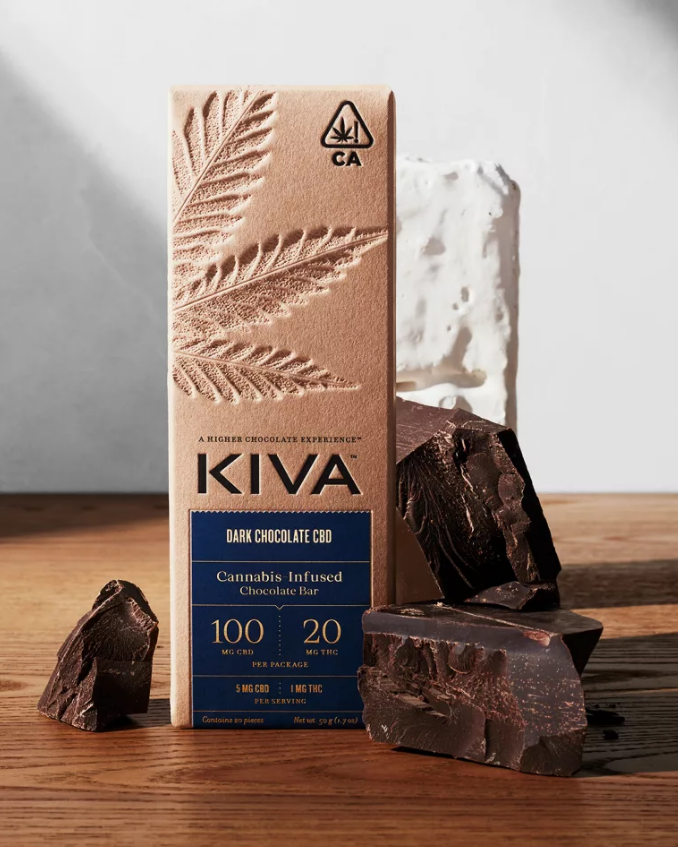 CA
A HIGHER CHOCOLATE EXPERIENCE™
KIVA™
DARK CHOCOLATE CBD
Cannabis-Infused
Chocolate Bar
100 20
MG CBD MG THC
PER PACKAGE
5 MG CBD 1 MG THC
PER SERVING
Contains 20 pieces Net wt. 50 g (1.7 oz)